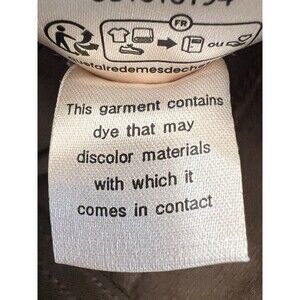 FR
OU
This garment contains
dye that may
discolor materials
with which it
comes in contact